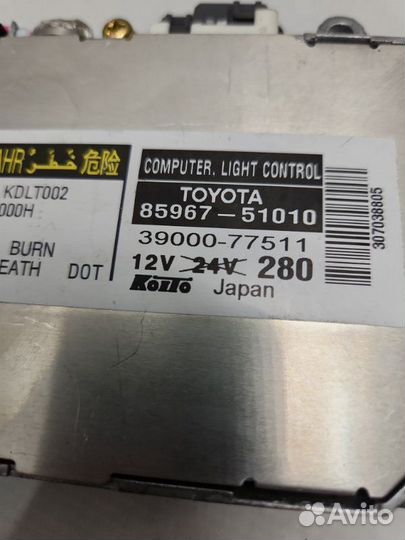 AHR خطر 危险
KDLT002
000H
BURN
EATH DOT
COMPUTER, LIGHT CONTROL
TOYOTA
85967-51010
39000-77511
12V 24V 280
KOITO Japan
307038805
Avito